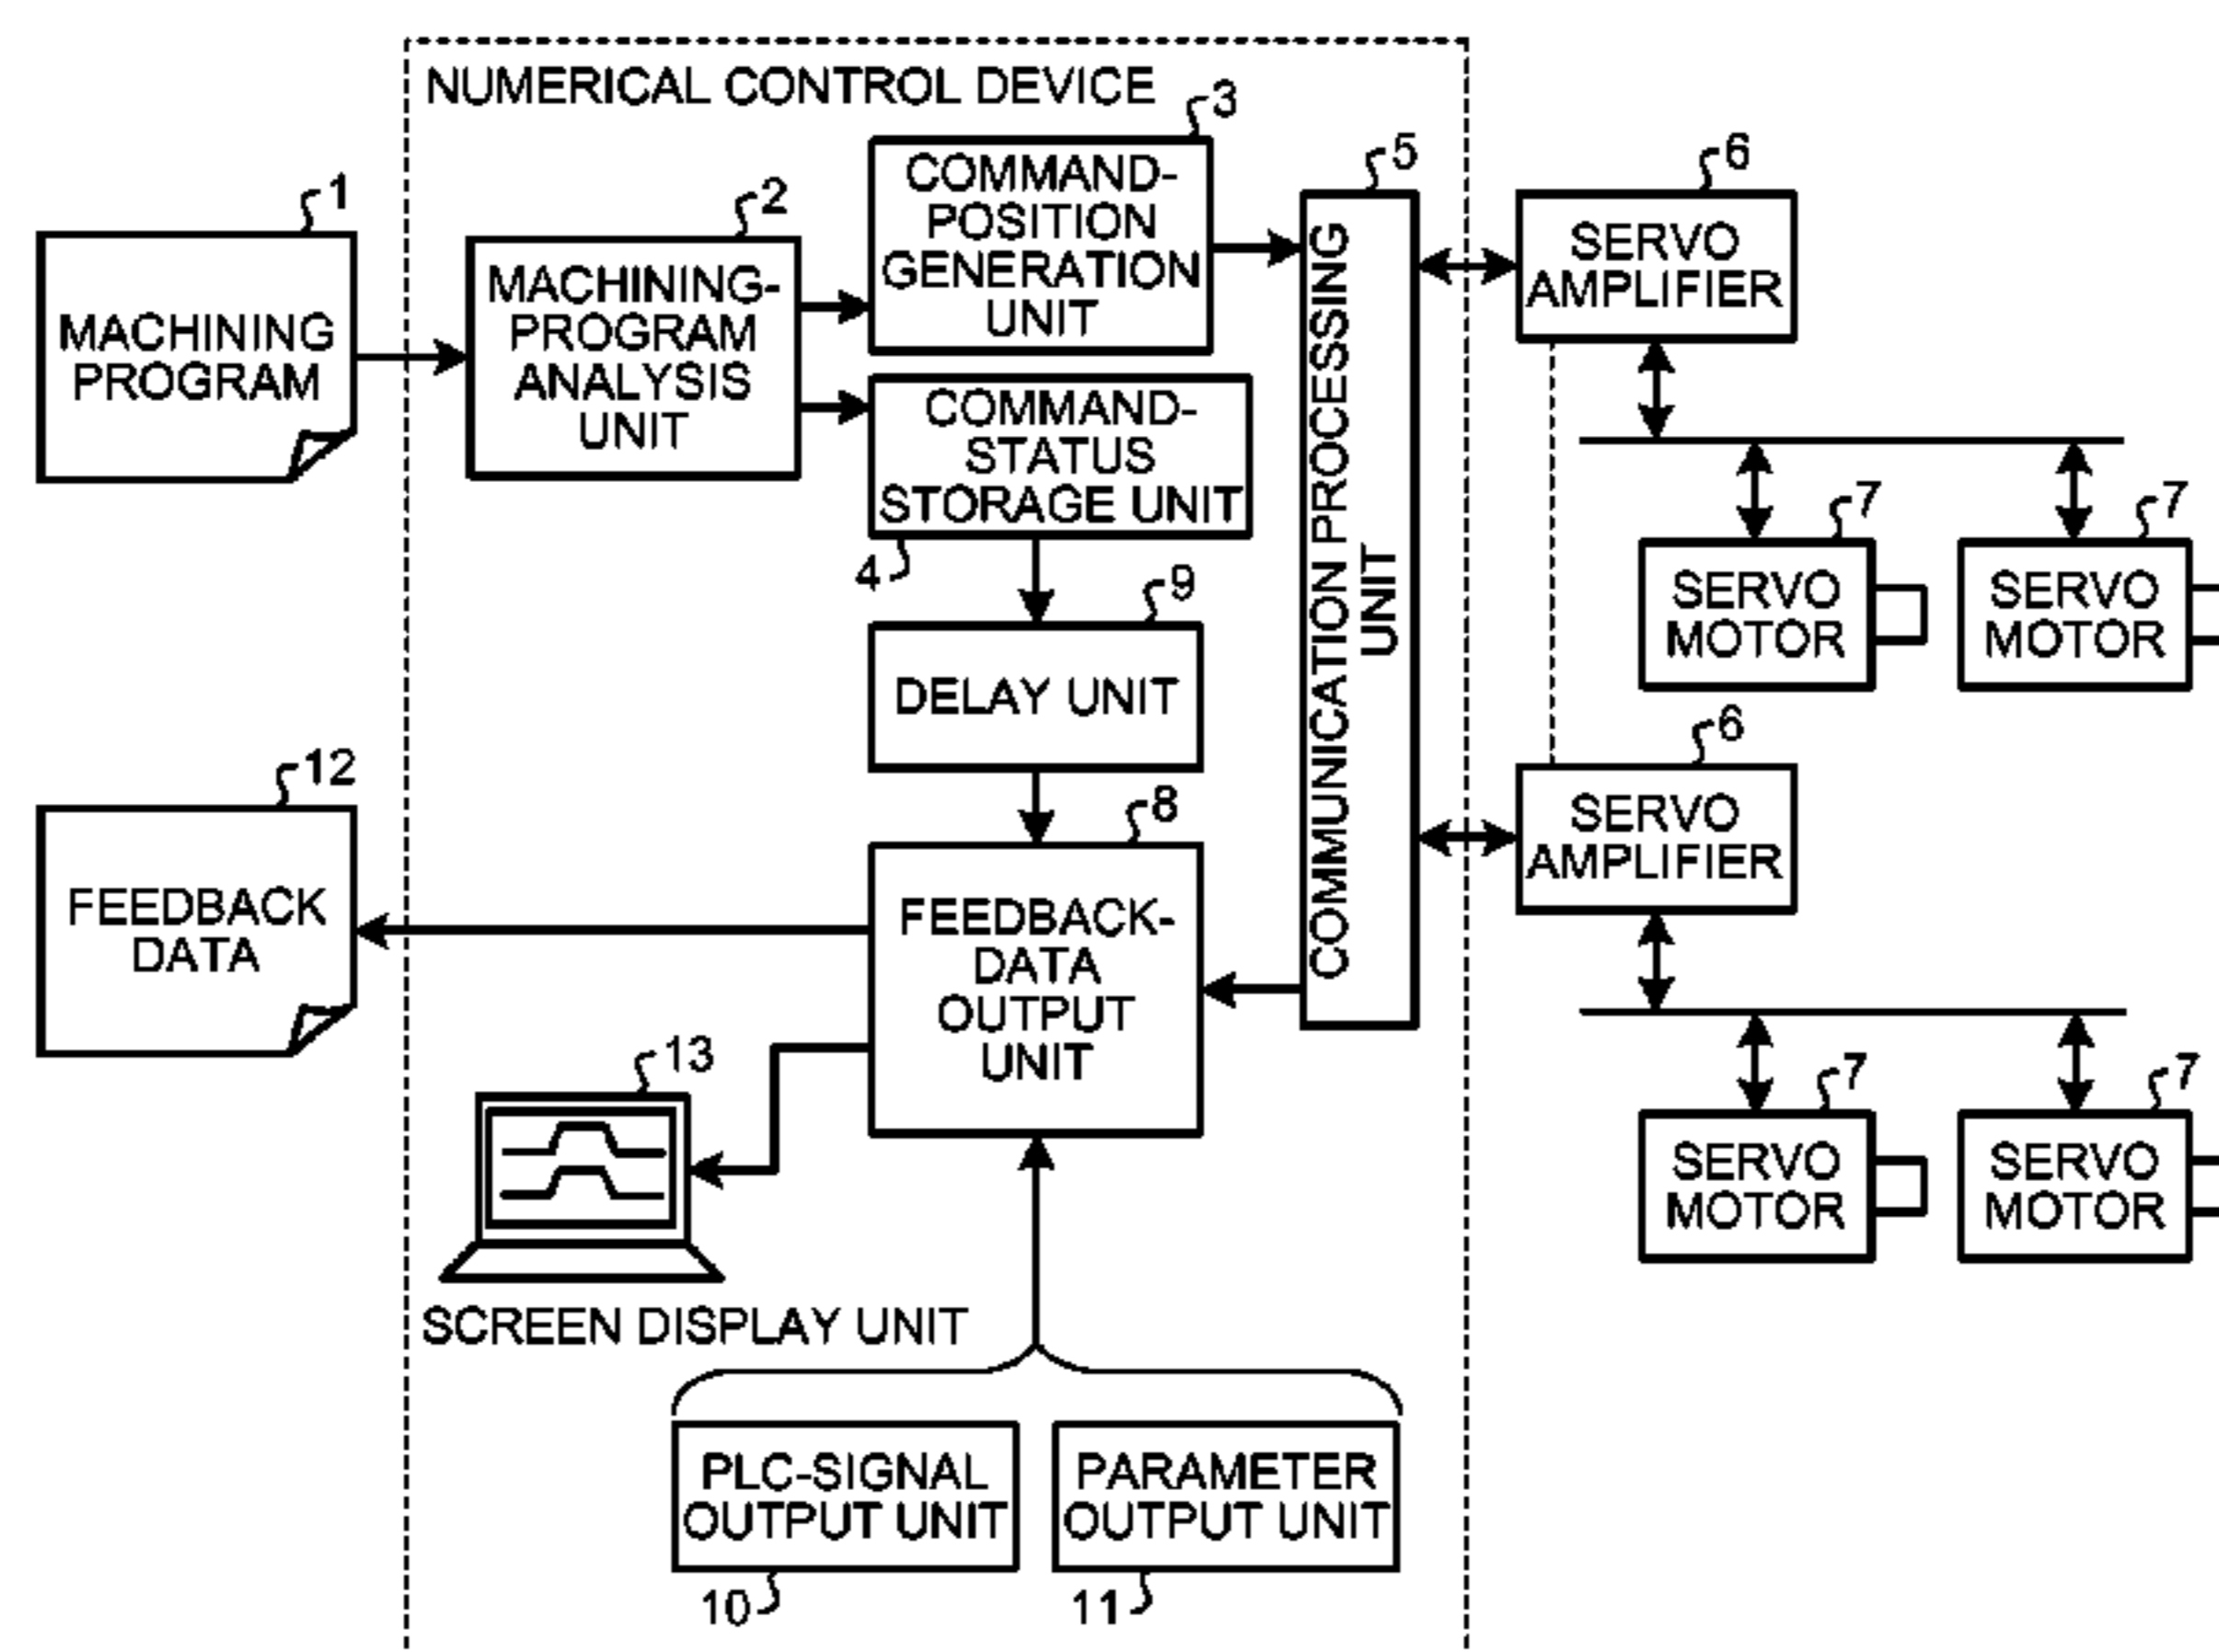 NUMERICAL CONTROL DEVICE
1
MACHINING
PROGRAM
2
MACHINING-
PROGRAM
ANALYSIS
UNIT
3
COMMAND-
POSITION
GENERATION
UNIT
COMMAND-
STATUS
STORAGE UNIT
4
5
COMMUNICATION PROCESSING
UNIT
6
SERVO
AMPLIFIER
7
SERVO
MOTOR
7
SERVO
MOTOR
9
DELAY UNIT
6
SERVO
AMPLIFIER
7
SERVO
MOTOR
7
SERVO
MOTOR
12
FEEDBACK
DATA
8
FEEDBACK-
DATA
OUTPUT
UNIT
13
SCREEN DISPLAY UNIT
PLC-SIGNAL
OUTPUT UNIT
10
PARAMETER
OUTPUT UNIT
11